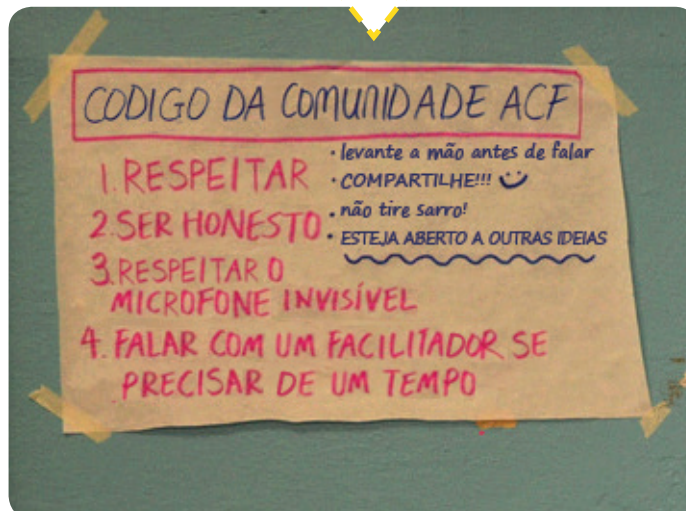 CODIGO DA COMUNIDADE ACF
1. RESPEITAR
2. SER HONESTO
3. RESPEITAR O
MICROFONE INVISÍVEL
4. FALAR COM UM FACILITADOR SE
PRECISAR DE UM TEMPO
• levante a mão antes de falar
• COMPARTILHE!!!
• não tire sarro!
• ESTEJA ABERTO A OUTRAS IDEIAS